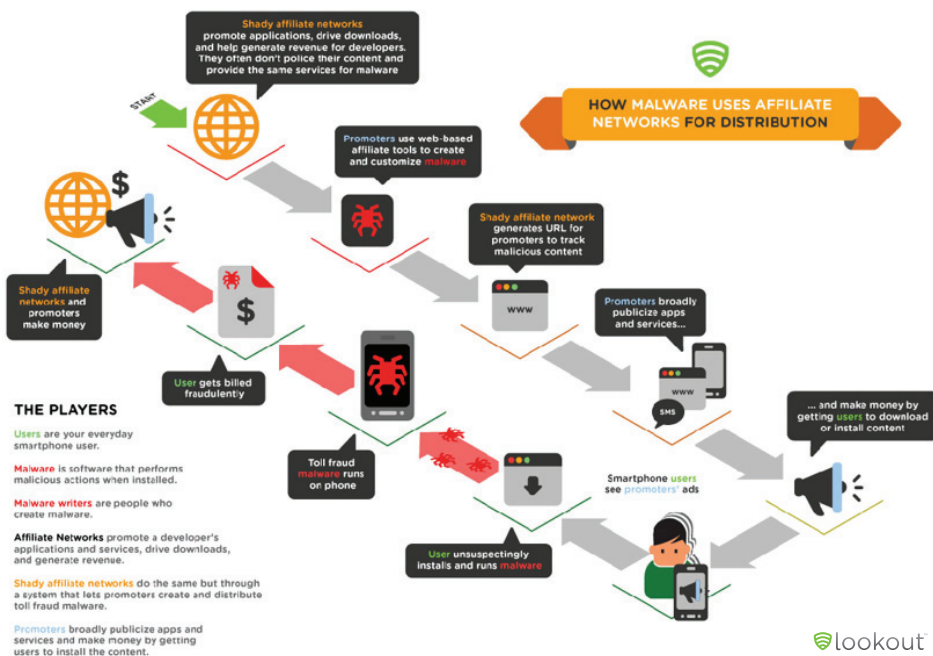 Shady affiliate networks
promote applications, drive downloads,
and help generate revenue for developers.
They often don't police their content and
provide the same services for malware
START
HOW MALWARE USES AFFILIATE
NETWORKS FOR DISTRIBUTION
Promoters use web-based
affiliate tools to create
and customize malware
$
Shady affiliate network
generates URL for
promoters to track
malicious content
www
Shady affiliate
networks and
promoters
make money
$
Promoters broadly
publicize apps
and services...
www
SMS
User gets billed
fraudulently
... and make money by
getting users to download
or install content
Toll fraud
malware runs
on phone
Smartphone users
see promoters' ads
User unsuspectingly
installs and runs malware
THE PLAYERS
Users are your everyday
smartphone user.
Malware is software that performs
malicious actions when installed.
Malware writers are people who
create malware.
Affiliate Networks promote a developer's
applications and services, drive downloads,
and generate revenue.
Shady affiliate networks do the same but through
a system that lets promoters create and distribute
toll fraud malware.
Promoters broadly publicize apps and
services and make money by getting
users to install the content.
lookout